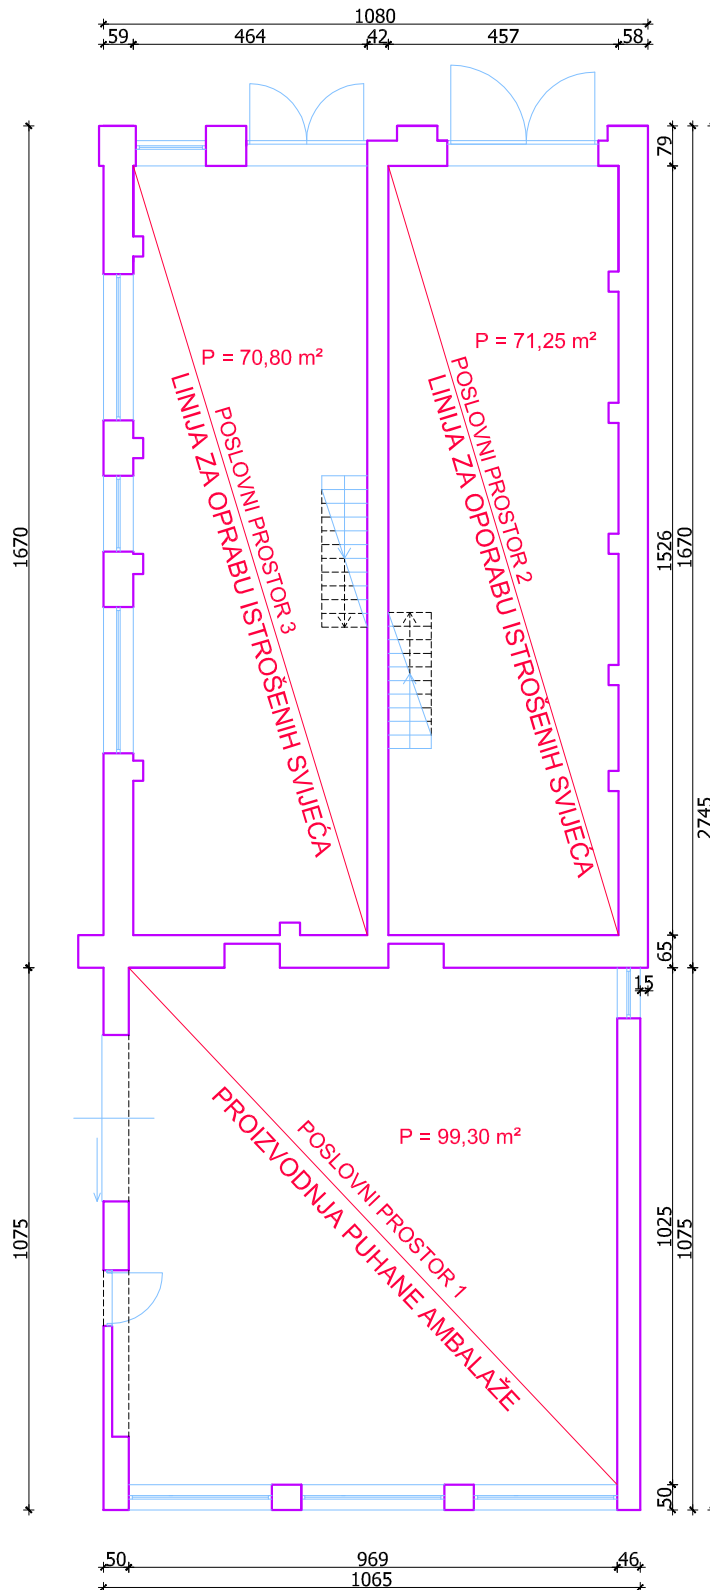 1080
59 464 42 457 58
79
P = 71,25 m²
P = 70,80 m²
POSLOVNI PROSTOR 3
LINIJA ZA OPRABU ISTROŠENIH SVIJEĆA
POSLOVNI PROSTOR 2
LINIJA ZA OPORABU ISTROŠENIH SVIJEĆA
1670
1526
1670
2745
65
15
P = 99,30 m²
POSLOVNI PROSTOR 1
PROIZVODNJA PUHANE AMBALAŽE
1075
1025
1075
50
50 969 46
1065